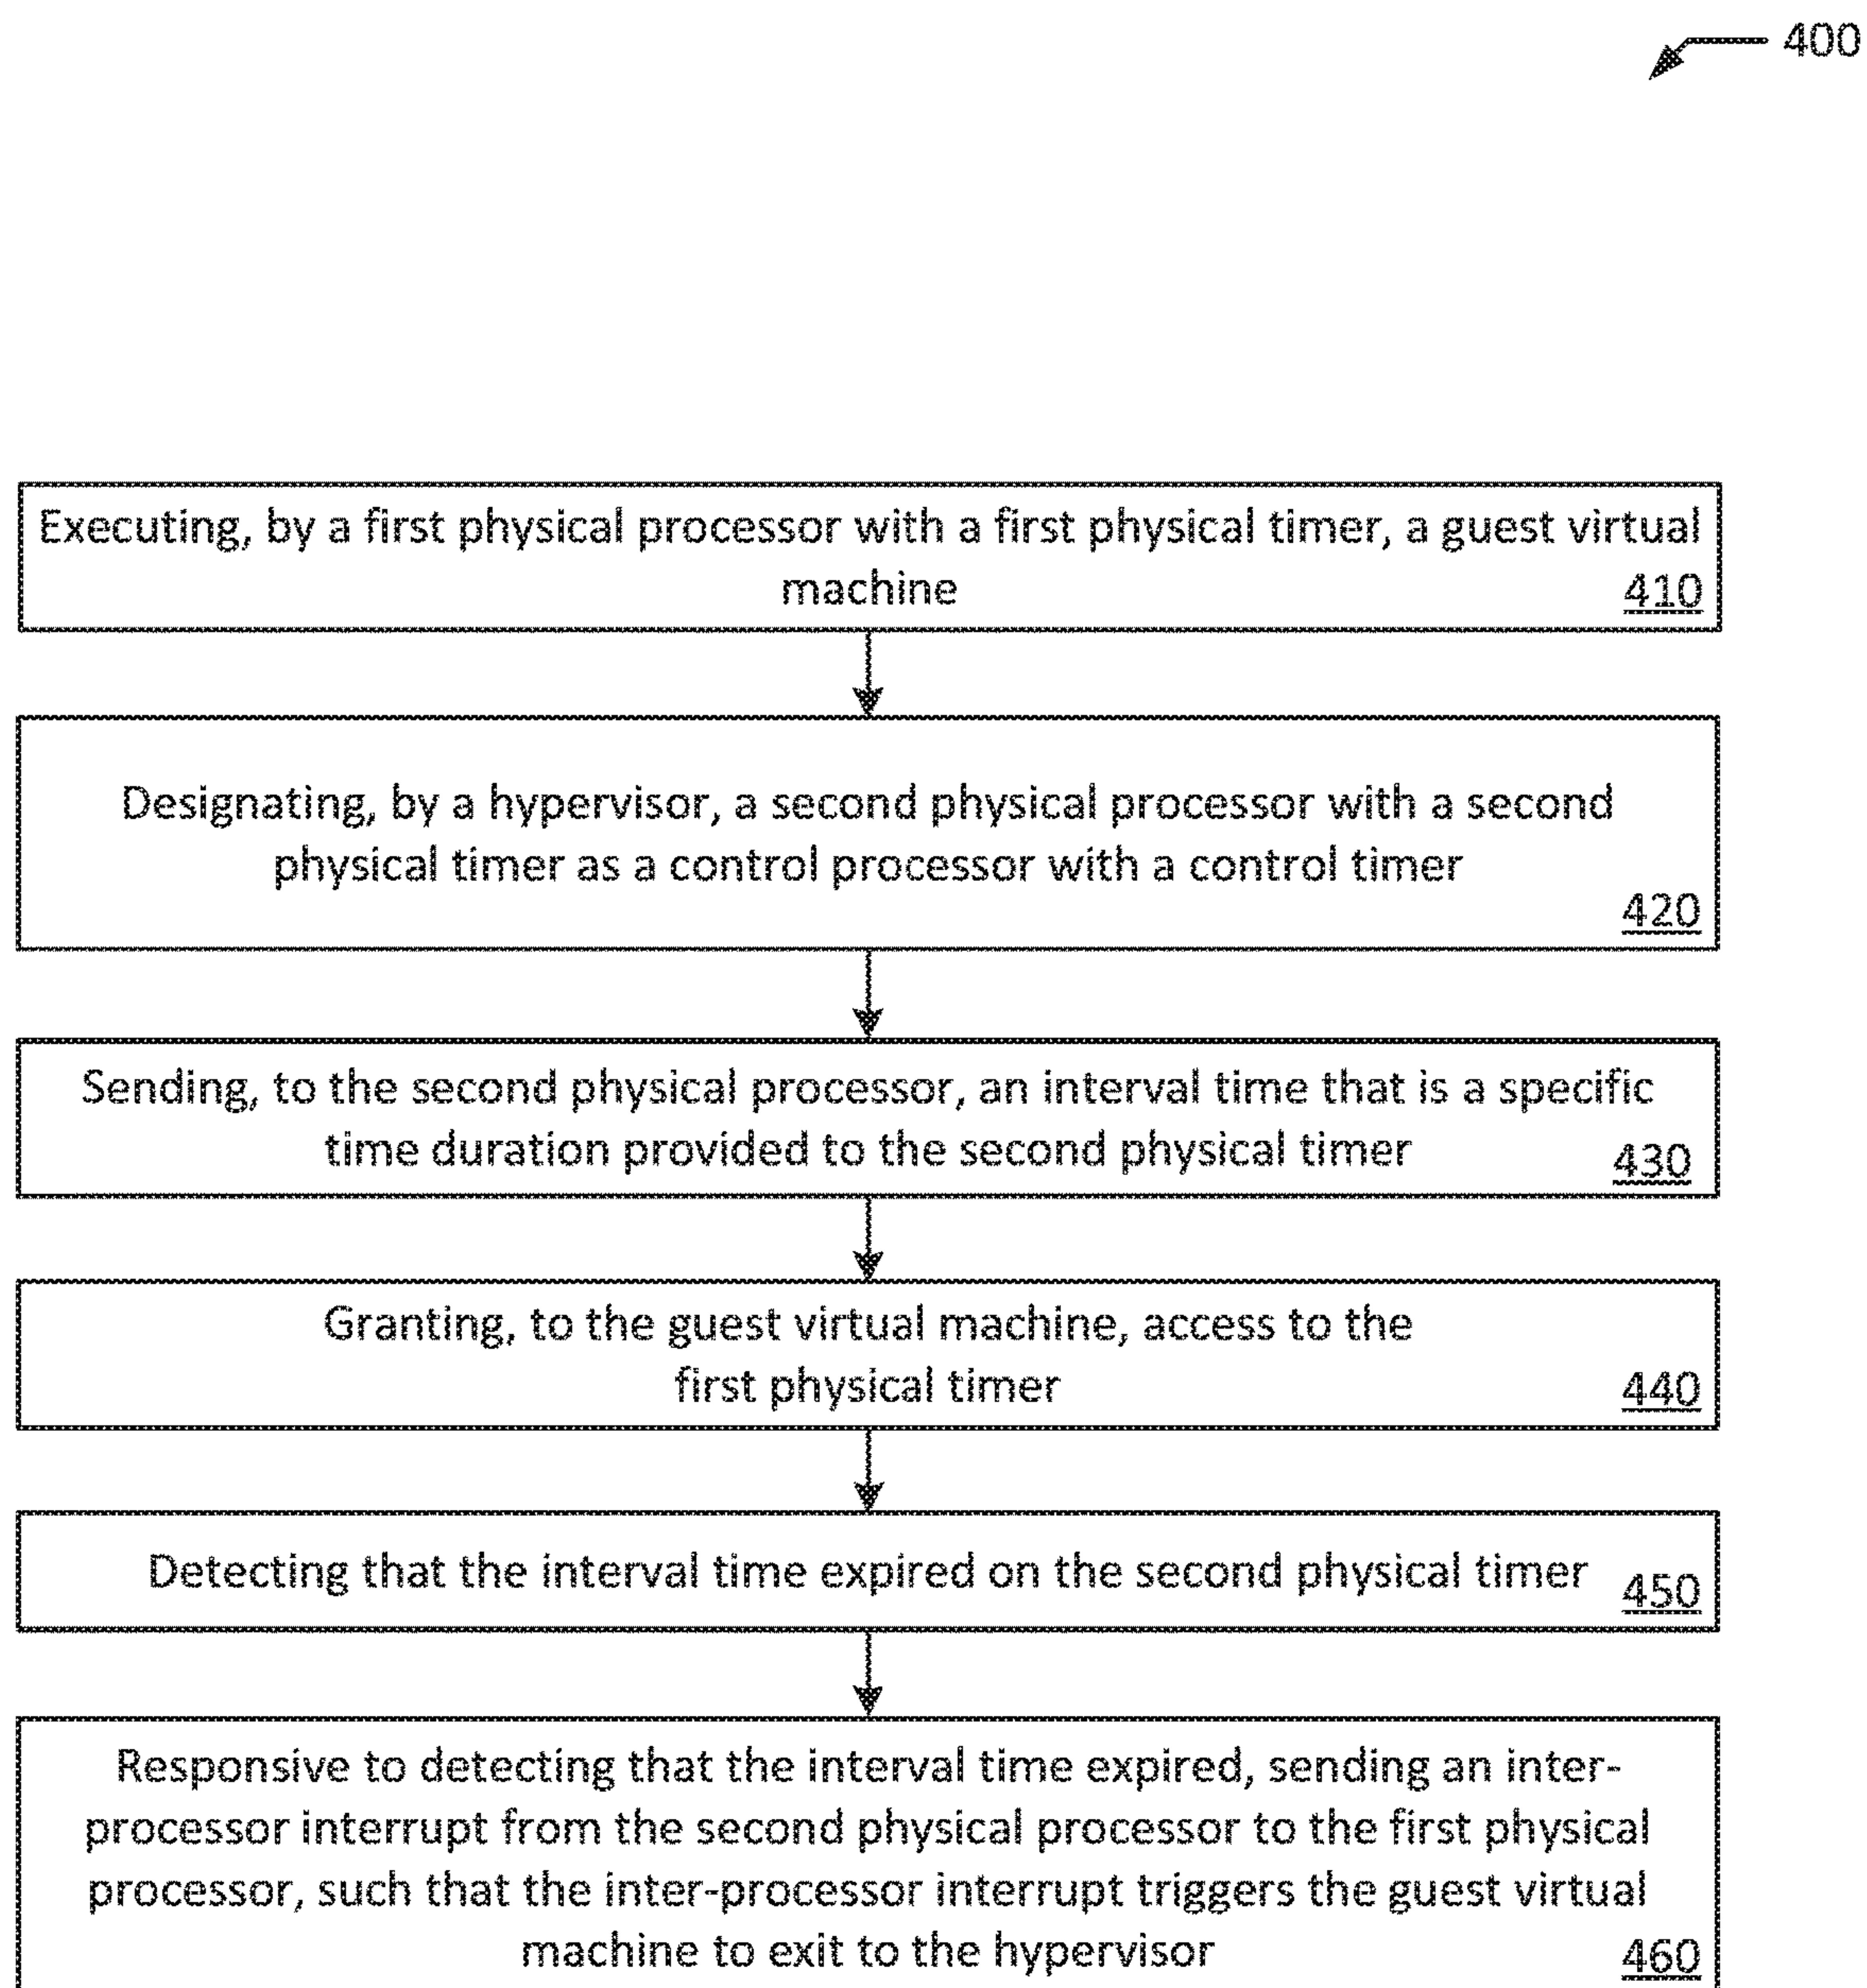 400
Executing, by a first physical processor with a first physical timer, a guest virtual
machine
410
Designating, by a hypervisor, a second physical processor with a second
physical timer as a control processor with a control timer
420
Sending, to the second physical processor, an interval time that is a specific
time duration provided to the second physical timer
430
Granting, to the guest virtual machine, access to the
first physical timer
440
Detecting that the interval time expired on the second physical timer
450
Responsive to detecting that the interval time expired, sending an inter-
processor interrupt from the second physical processor to the first physical
processor, such that the inter-processor interrupt triggers the guest virtual
machine to exit to the hypervisor
460